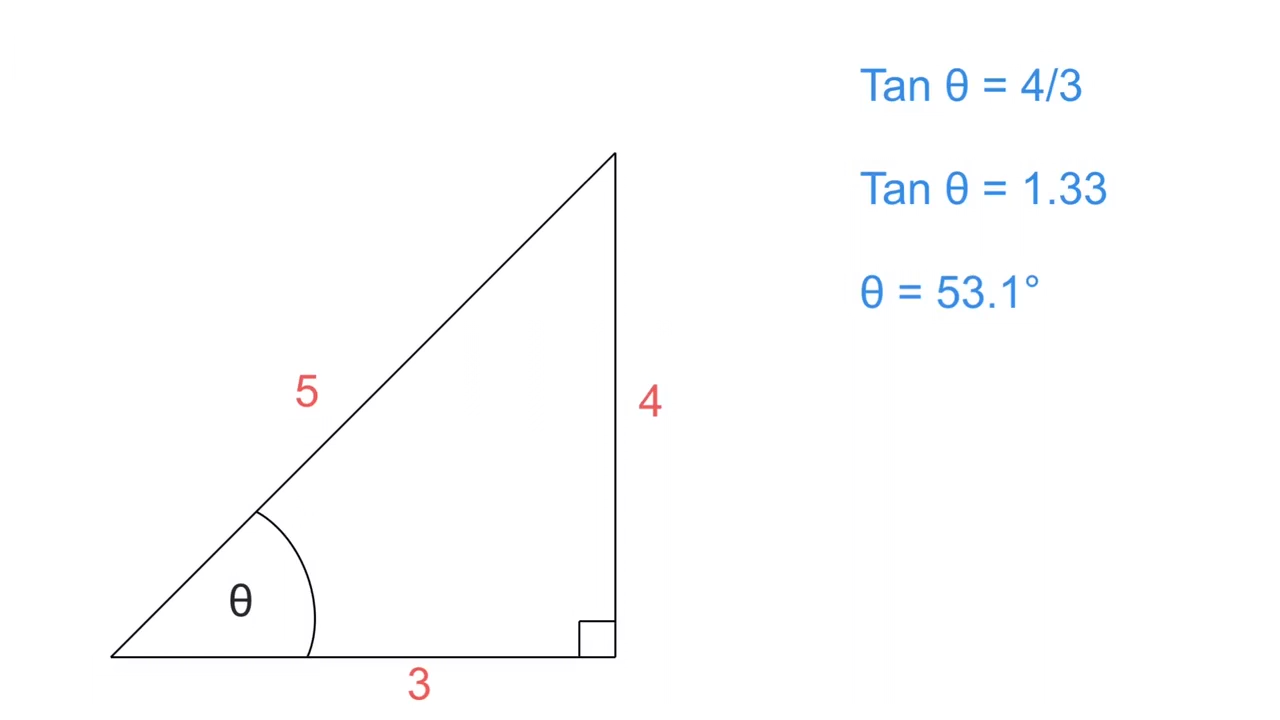 Tan θ = 4/3
Tan θ = 1.33
θ = 53.1°
5
4
θ
3